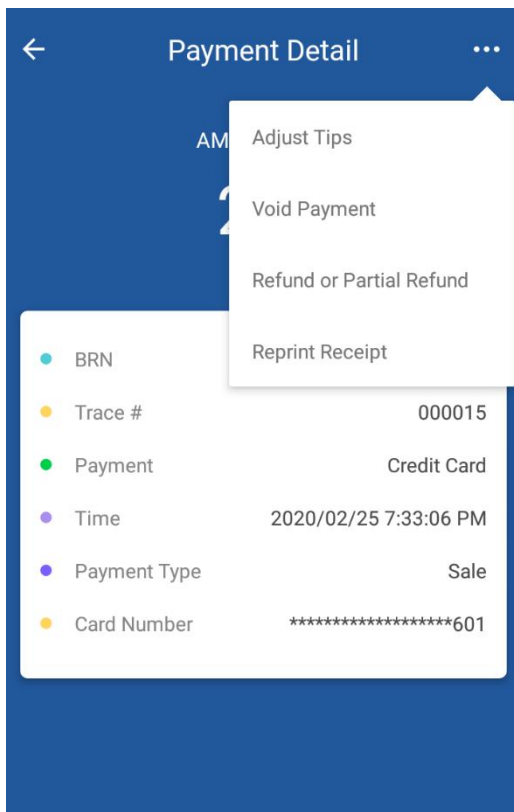 Payment Detail
AM
2
Adjust Tips
Void Payment
Refund or Partial Refund
Reprint Receipt
BRN
Trace # 000015
Payment Credit Card
Time 2020/02/25 7:33:06 PM
Payment Type Sale
Card Number *******************601